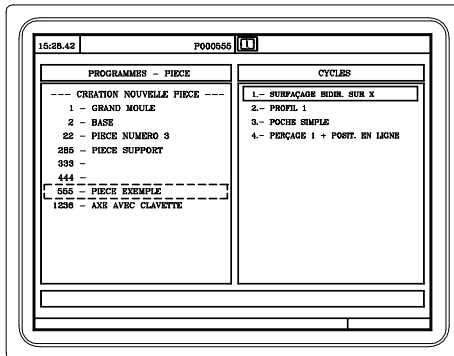 15:28.42
P000555
PROGRAMMES - PIECE
--- CREATION NOUVELLE PIECE ---
1 - GRAND MOULE
2 - BASE
22 - PIECE NUMERO 3
285 - PIECE SUPPORT
333 -
444 -
555 - PIECE EXEMPLE
1236 - AXE AVEC CLAVETTE
CYCLES
1.- SURFAÇAGE BIDIR. SUR X
2.- PROFIL 1
3.- POCHE SIMPLE
4.- PERÇAGE 1 + POSIT. EN LIGNE